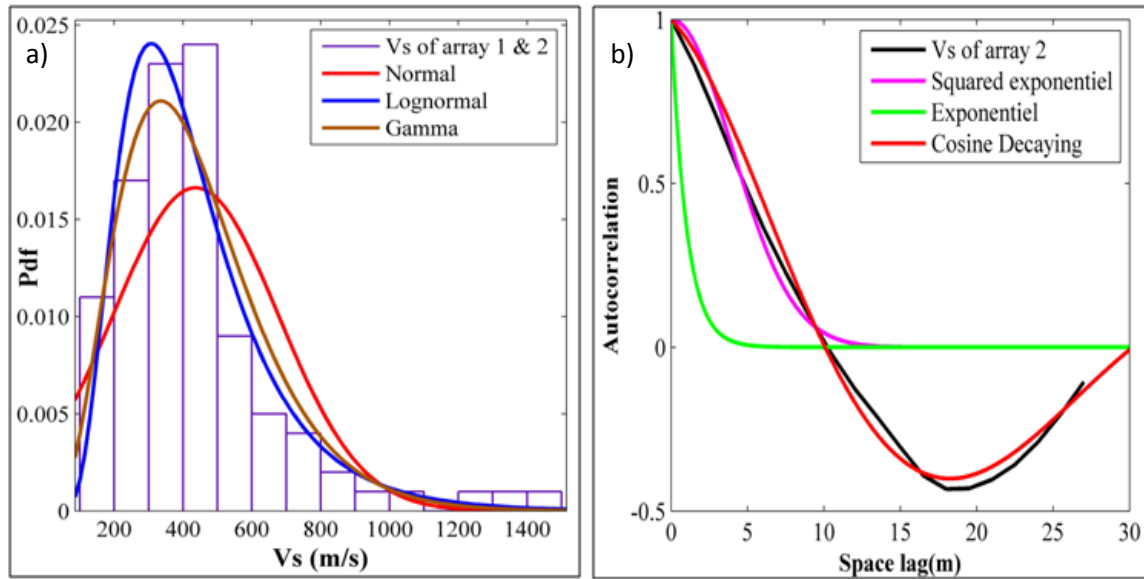 a)
Vs of array 1 & 2
Normal
Lognormal
Gamma
0.025
0.020
0.015
0.010
0.005
0
Pdf
200 400 600 800 1000 1200 1400
Vs (m/s)
b)
Vs of array 2
Squared exponentiel
Exponentiel
Cosine Decaying
1
0.5
0
-0.5
Autocorrelation
0 5 10 15 20 25 30
Space lag(m)